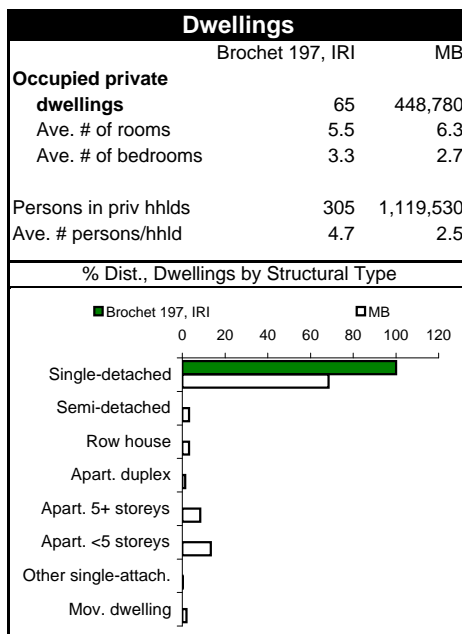 Dwellings
Brochet 197, IRI MB
Occupied private
dwellings 65 448,780
Ave. # of rooms 5.5 6.3
Ave. # of bedrooms 3.3 2.7
Persons in priv hhlds 305 1,119,530
Ave. # persons/hhld 4.7 2.5
% Dist., Dwellings by Structural Type
Brochet 197, IRI MB
0 20 40 60 80 100 120
Single-detached
Semi-detached
Row house
Apart. duplex
Apart. 5+ storeys
Apart. <5 storeys
Other single-attach.
Mov. dwelling